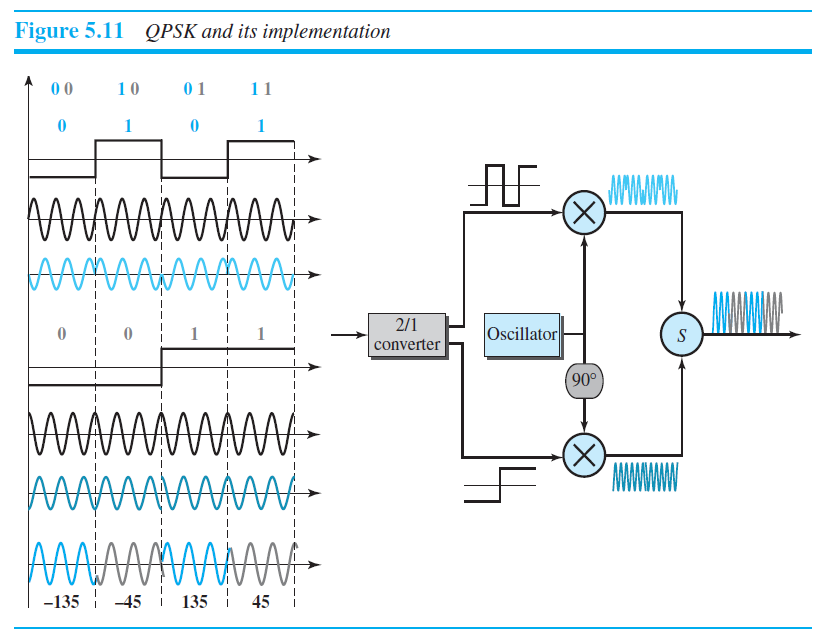 Figure 5.11 QPSK and its implementation
0 0 1 0 0 1 1 1
0 1 0 1
0 0 1 1
-135 -45 135 45
2/1
converter
Oscillator
90°
S